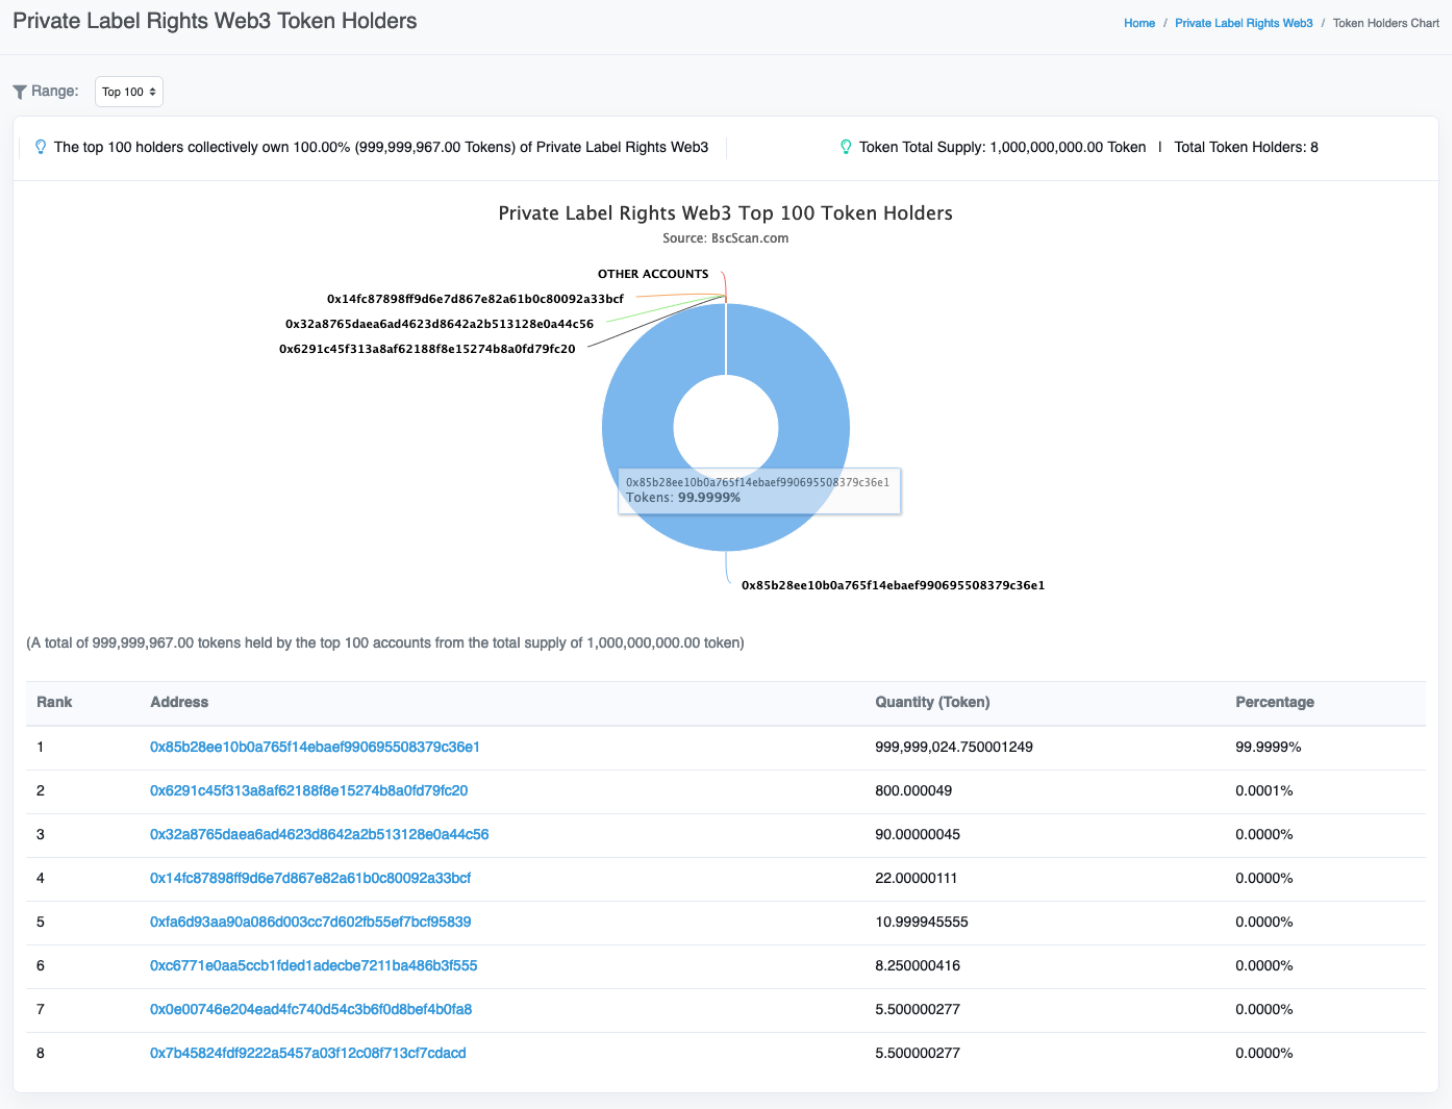 Private Label Rights Web3 Token Holders
Home / Private Label Rights Web3 / Token Holders Chart
Range: Top 100
The top 100 holders collectively own 100.00% (999,999,967.00 Tokens) of Private Label Rights Web3
Token Total Supply: 1,000,000,000.00 Token | Total Token Holders: 8
Private Label Rights Web3 Top 100 Token Holders
Source: BscScan.com
OTHER ACCOUNTS
0x14fc87898ff9d6e7d867e82a61b0c80092a33bcf
0x32a8765daea6ad4623d8642a2b513128e0a44c56
0x6291c45f313a8af62188f8e15274b8a0fd79fc20
0x85b28ee10b0a765f14ebaef990695508379c36e1
Tokens: 99.9999%
0x85b28ee10b0a765f14ebaef990695508379c36e1
(A total of 999,999,967.00 tokens held by the top 100 accounts from the total supply of 1,000,000,000.00 token)
Rank Address Quantity (Token) Percentage
1 0x85b28ee10b0a765f14ebaef990695508379c36e1 999,999,024.750001249 99.9999%
2 0x6291c45f313a8af62188f8e15274b8a0fd79fc20 800.000049 0.0001%
3 0x32a8765daea6ad4623d8642a2b513128e0a44c56 90.00000045 0.0000%
4 0x14fc87898ff9d6e7d867e82a61b0c80092a33bcf 22.00000111 0.0000%
5 0xfa6d93aa90a086d003cc7d602fb55ef7bcf95839 10.999945555 0.0000%
6 0xc6771e0aa5ccb1fded1adecbe7211ba486b3f555 8.250000416 0.0000%
7 0x0e00746e204ead4fc740d54c3b6f0d8bef4b0fa8 5.500000277 0.0000%
8 0x7b45824fdf9222a5457a03f12c08f713cf7cdacd 5.500000277 0.0000%